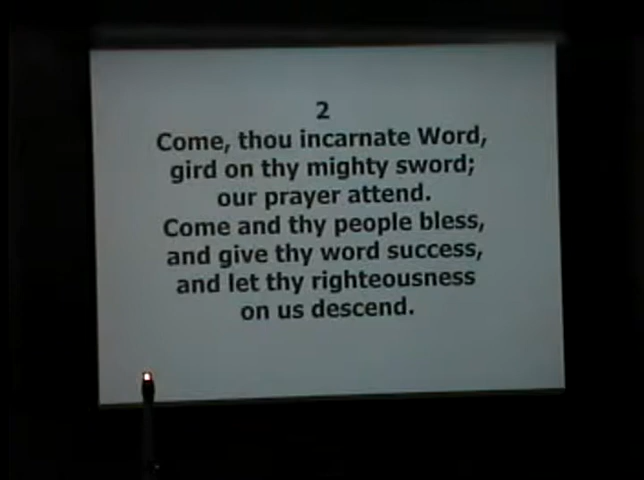 2
Come, thou incarnate Word,
gird on thy mighty sword;
our prayer attend.
Come and thy people bless,
and give thy word success,
and let thy righteousness
on us descend.